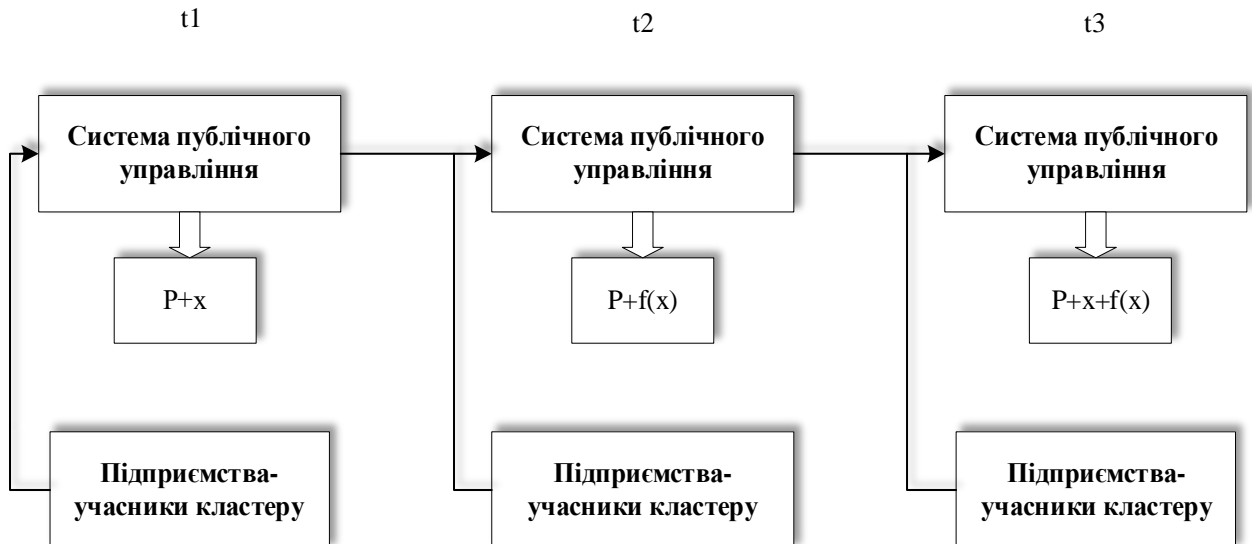 t1
t2
t3
Система публічного
управління
Система публічного
управління
Система публічного
управління
P+x
P+f(x)
P+x+f(x)
Підприємства-
учасники кластеру
Підприємства-
учасники кластеру
Підприємства-
учасники кластеру